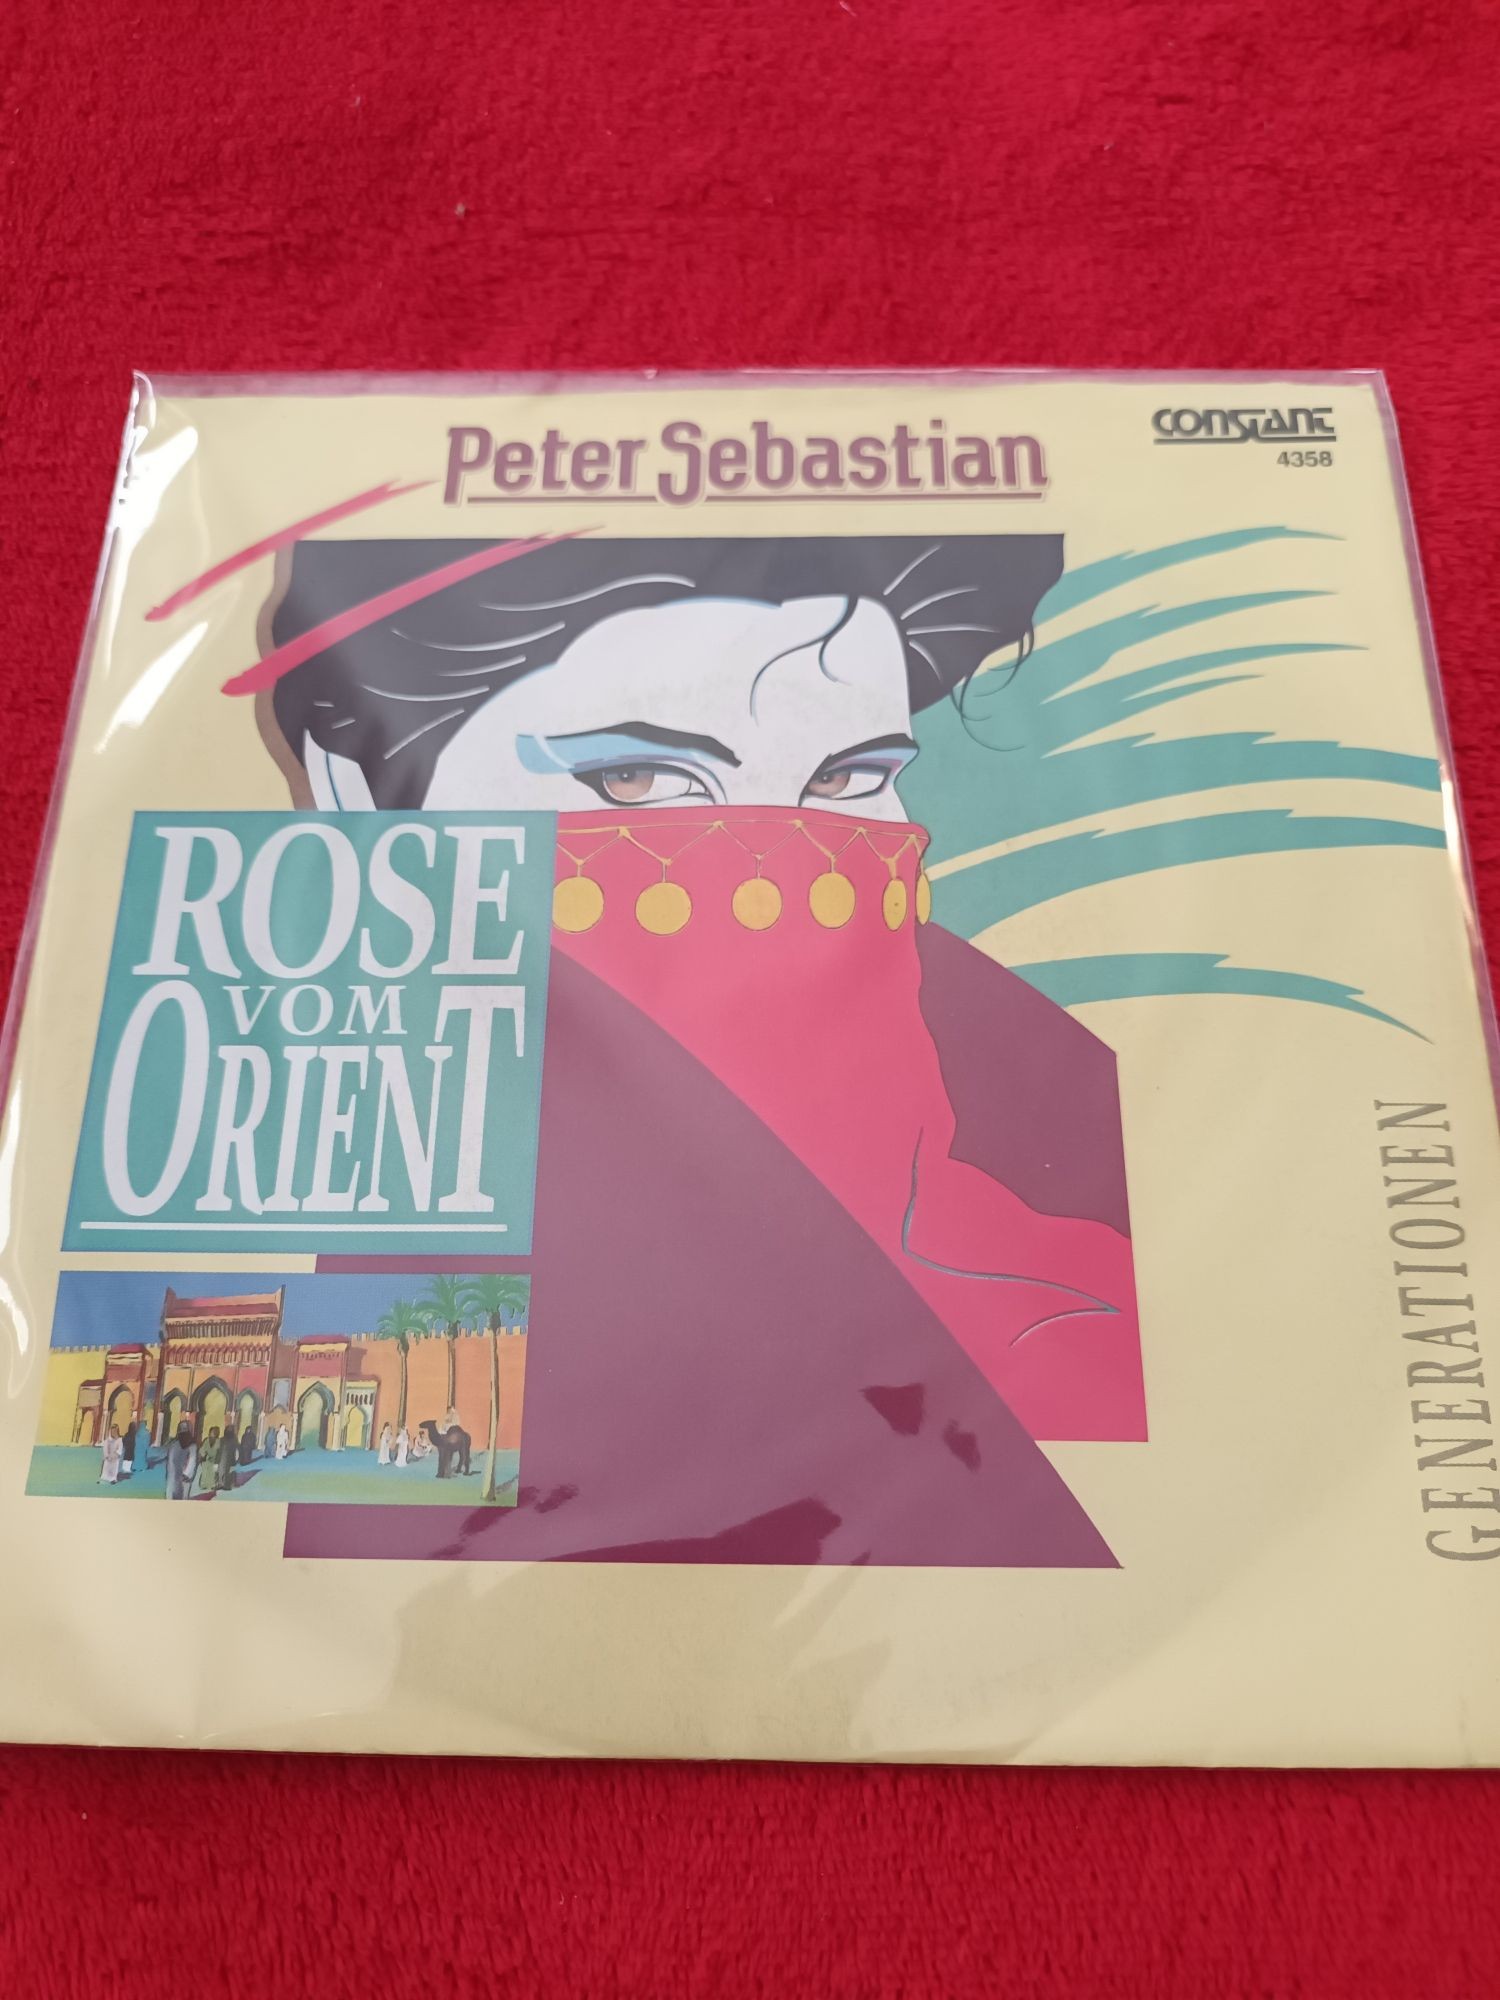 Peter Sebastian
CONSTANT
4358
ROSE
VOM
ORIENT
GENERATIONEN